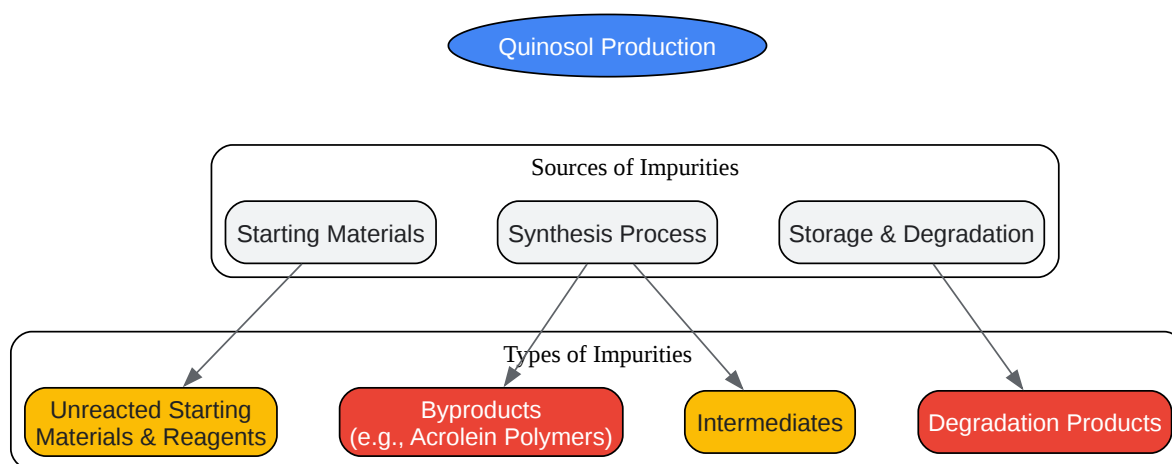 Quinosol Production
Sources of Impurities
Starting Materials
Synthesis Process
Storage & Degradation
Types of Impurities
Unreacted Starting
Materials & Reagents
Byproducts
(e.g., Acrolein Polymers)
Intermediates
Degradation Products